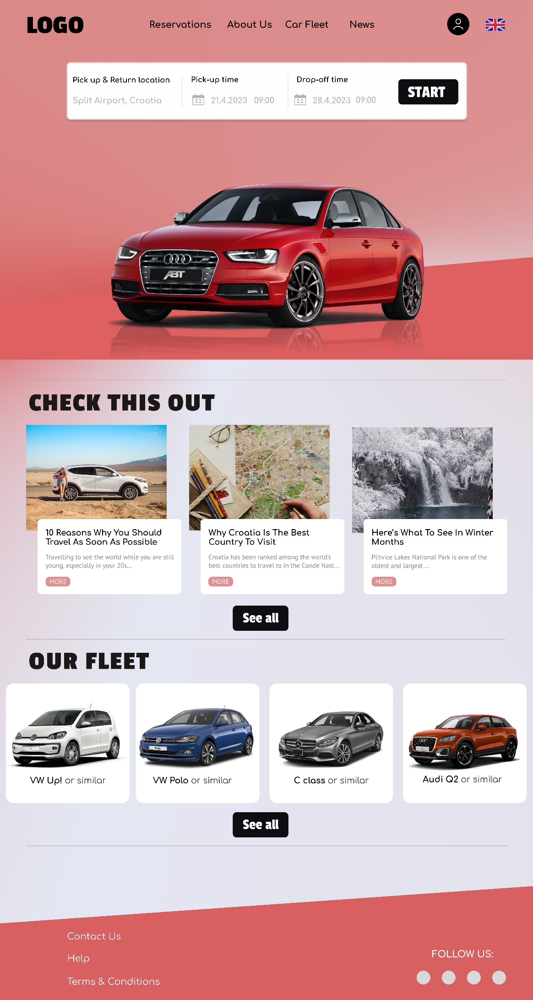 LOGO
Reservations
About Us
Car Fleet
News
Pick up & Return location
Pick-up time
Drop-off time
START
Split Airport, Croatia
21.4.2023
09:00
28.4.2023
09:00
ABT
ABT
ABT
CHECK THIS OUT
10 Reasons Why You Should
Travel As Soon As Possible
Travelling to see the world while you are still
young, especially in your 20s...
MORE
Why Croatia Is The Best
Country To Visit
Croatia has been ranked among the world's
best countries to travel to in the Conde Nast...
MORE
Here's What To See In Winter
Months
Plitvice Lakes National Park is one of the
oldest and largest ...
MORE
See all
OUR FLEET
Polo
VW Up! or similar
VW Polo or similar
C class or similar
Audi Q2 or similar
See all
Contact Us
Help
Terms & Conditions
FOLLOW US: